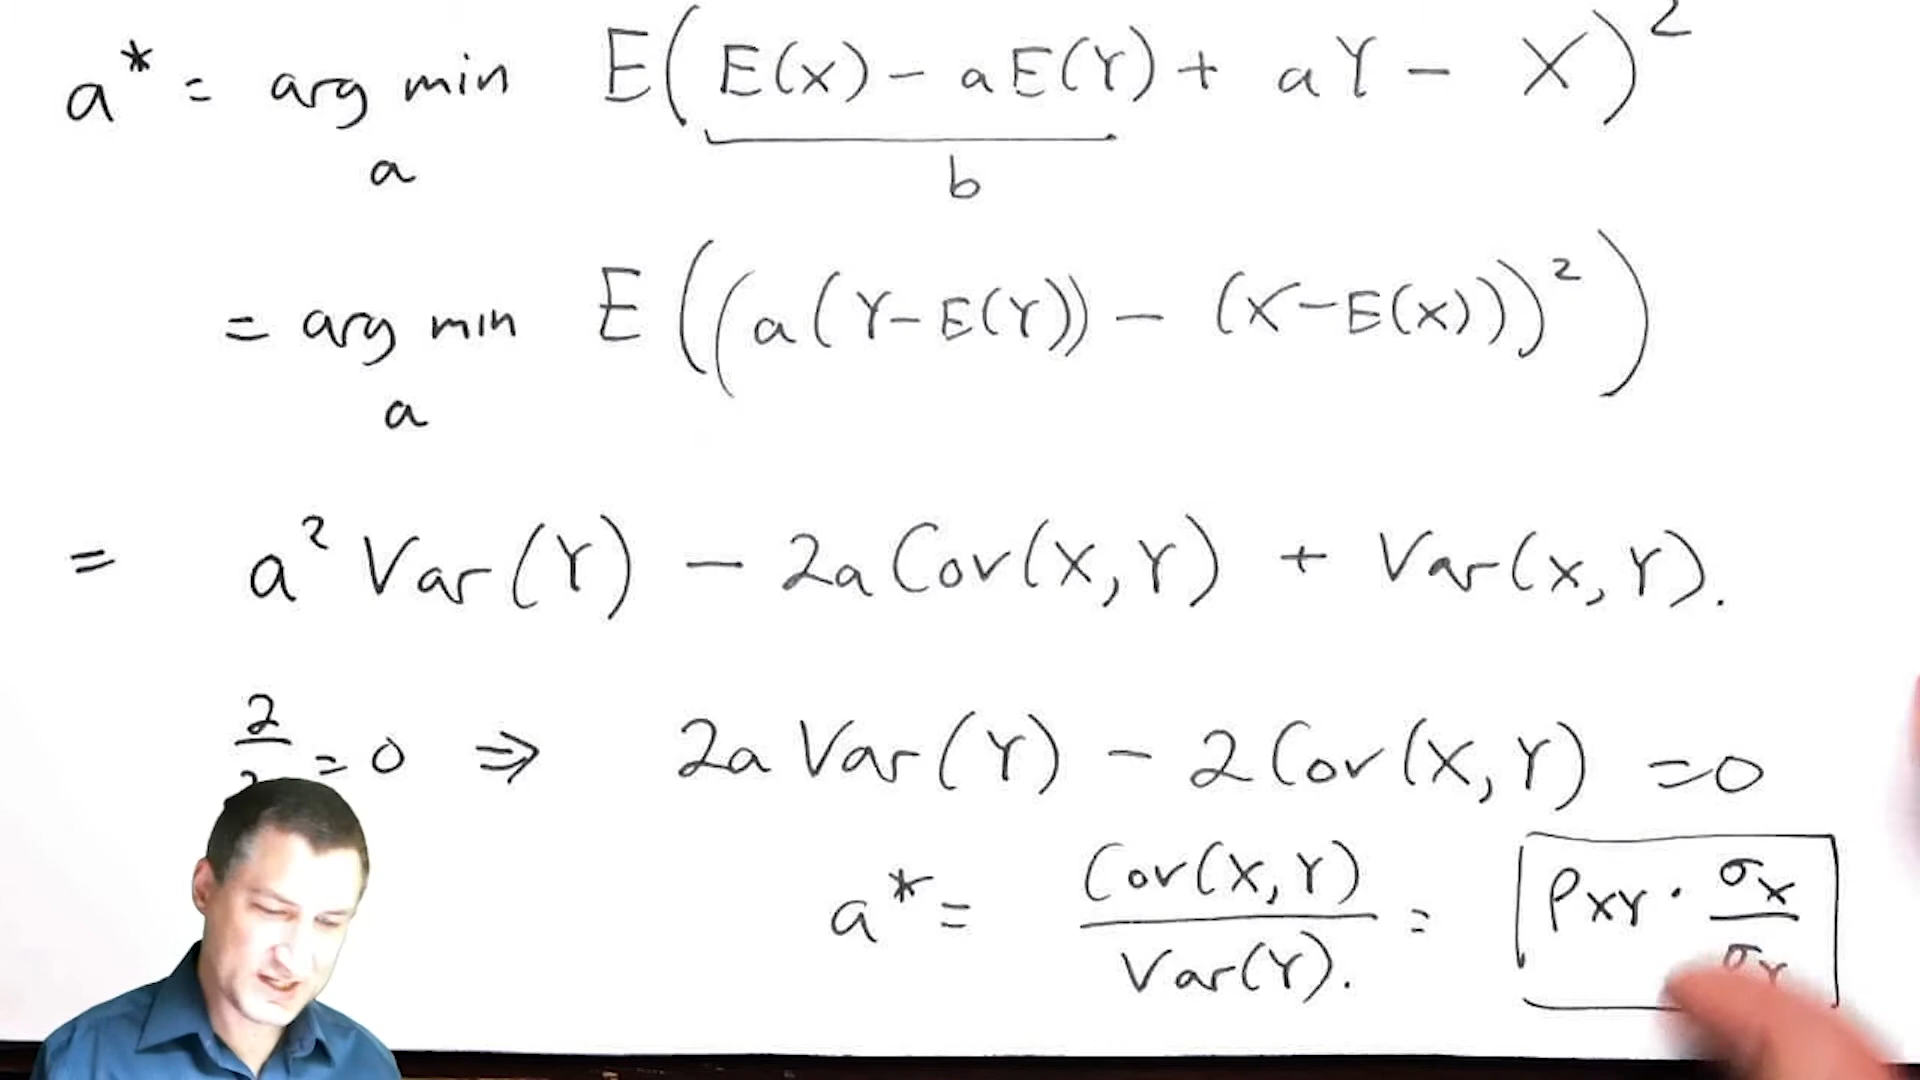 a* = arg min E(E(X) - aE(Y) + aY - X)²
a b
= arg min E((a(Y-E(Y)) - (X-E(X)))²)
a
= a² Var(Y) - 2a Cov(X,Y) + Var(X,Y).
∂ = 0 ⇒ 2a Var(Y) - 2 Cov(X,Y) = 0
a* = Cov(X,Y) / Var(Y). = ρXY · σX / σY